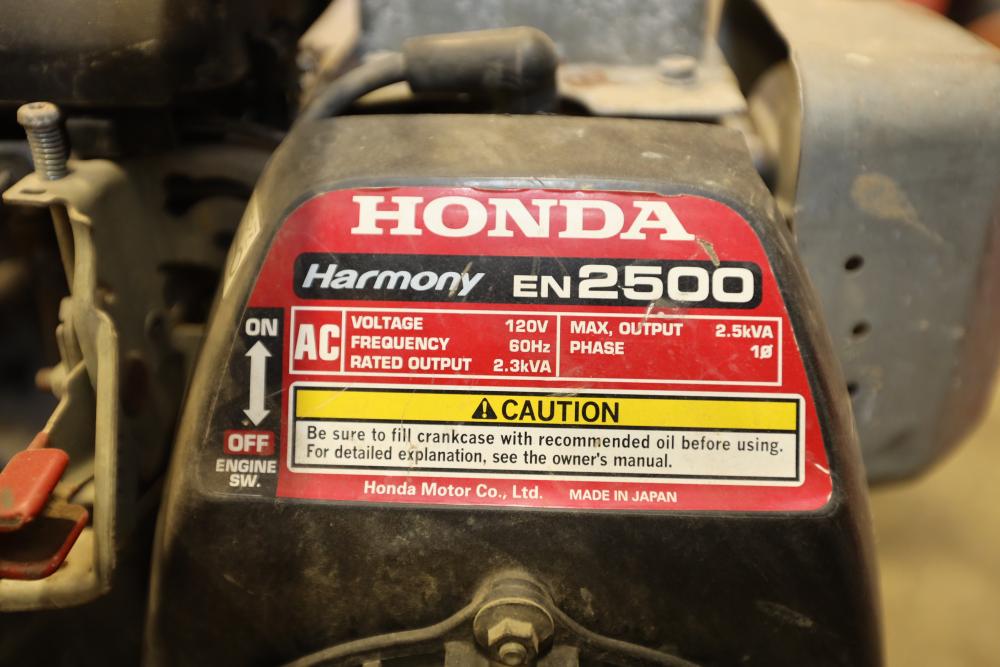 HONDA
Harmony EN2500
ON
AC
VOLTAGE 120V
FREQUENCY 60Hz
RATED OUTPUT 2.3kVA
MAX, OUTPUT 2.5kVA
PHASE 1Ø
OFF
ENGINE
SW.
CAUTION
Be sure to fill crankcase with recommended oil before using.
For detailed explanation, see the owner's manual.
Honda Motor Co., Ltd. MADE IN JAPAN